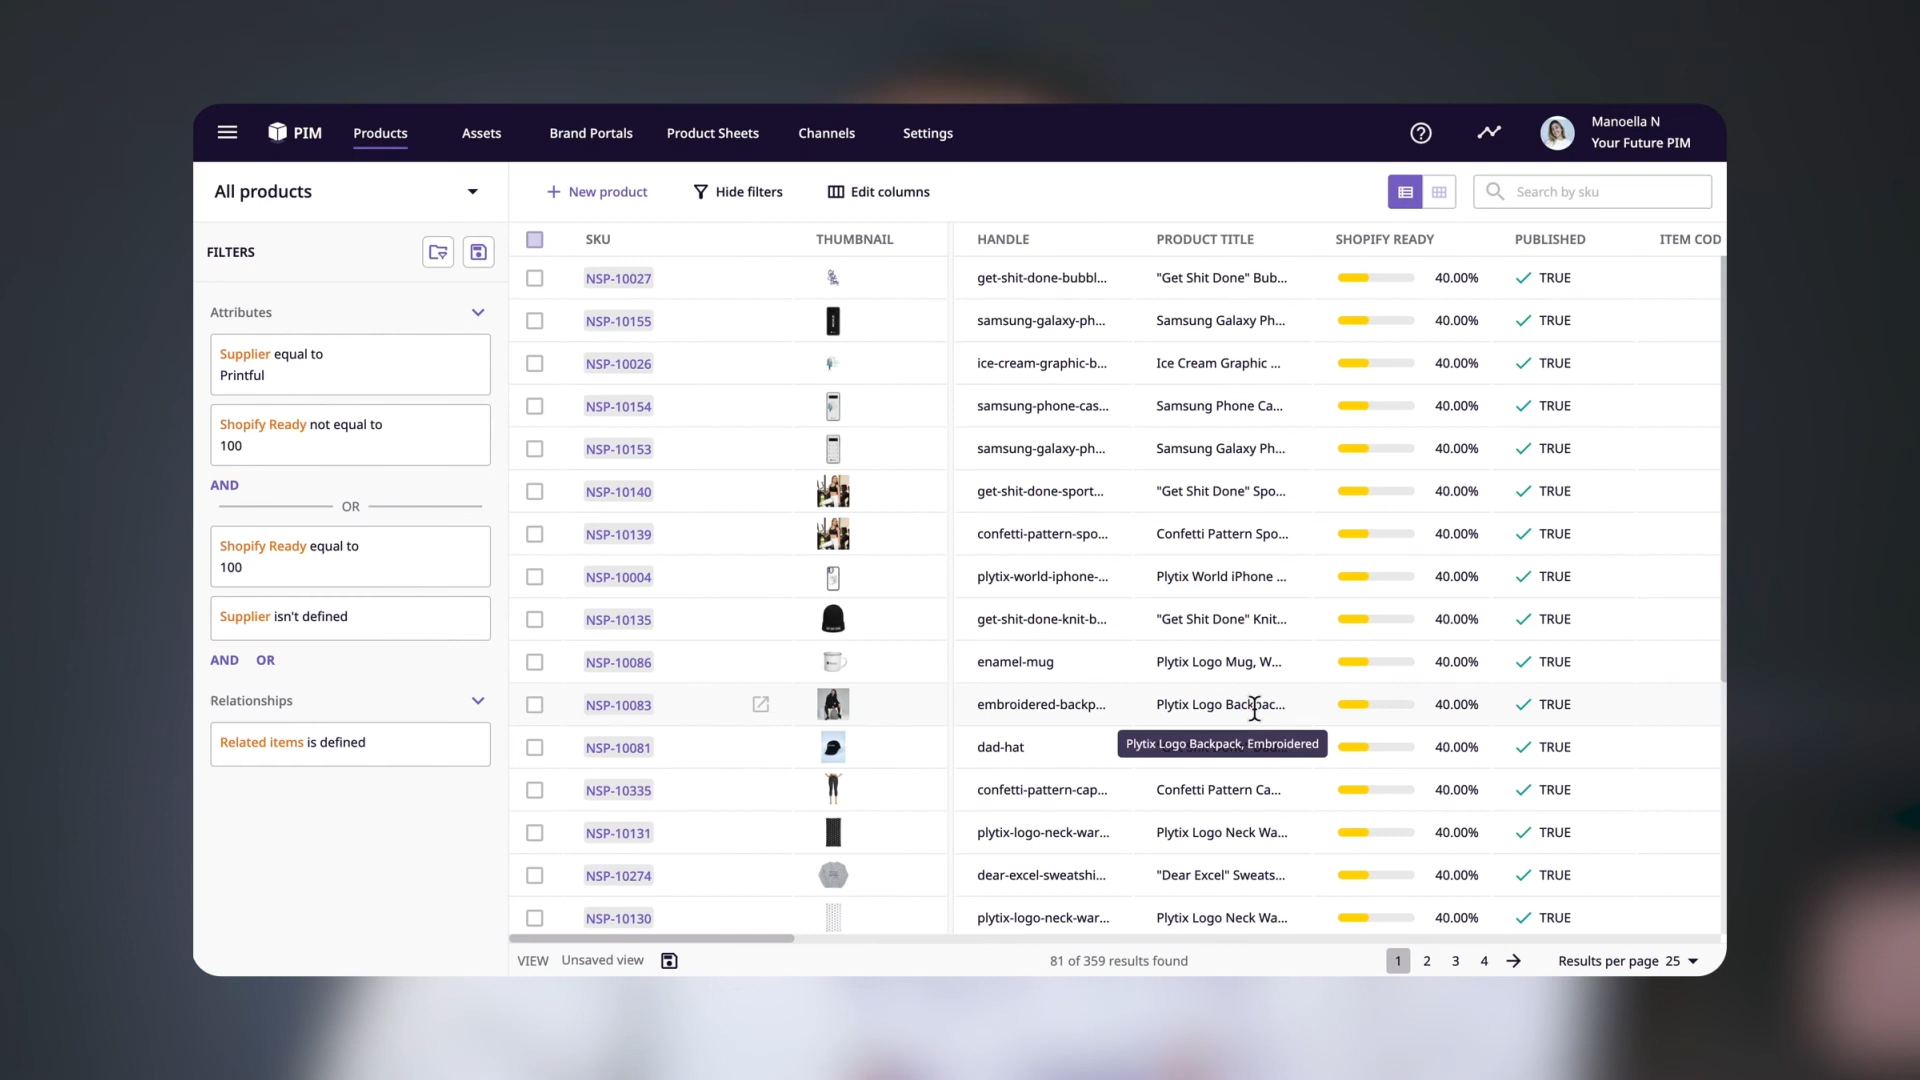 PIM
Products
Assets
Brand Portals
Product Sheets
Channels
Settings
Manoella N
Your Future PIM
All products
New product
Hide filters
Edit columns
Search by sku
FILTERS
Attributes
Supplier equal to
Printful
Shopify Ready not equal to
100
AND
OR
Shopify Ready equal to
100
Supplier isn't defined
AND OR
Relationships
Related items is defined
SKU THUMBNAIL HANDLE PRODUCT TITLE SHOPIFY READY PUBLISHED ITEM COD
NSP-10027 get-shit-done-bubbl... "Get Shit Done" Bub... 40.00% TRUE
NSP-10155 samsung-galaxy-ph... Samsung Galaxy Ph... 40.00% TRUE
NSP-10026 ice-cream-graphic-b... Ice Cream Graphic ... 40.00% TRUE
NSP-10154 samsung-phone-cas... Samsung Phone Ca... 40.00% TRUE
NSP-10153 samsung-galaxy-ph... Samsung Galaxy Ph... 40.00% TRUE
NSP-10140 get-shit-done-sport... "Get Shit Done" Spo... 40.00% TRUE
NSP-10139 confetti-pattern-spo... Confetti Pattern Spo... 40.00% TRUE
NSP-10004 plytix-world-iphone-... Plytix World iPhone ... 40.00% TRUE
NSP-10135 get-shit-done-knit-b... "Get Shit Done" Knit... 40.00% TRUE
NSP-10086 enamel-mug Plytix Logo Mug, W... 40.00% TRUE
NSP-10083 embroidered-backp... Plytix Logo Backpac... 40.00% TRUE
NSP-10081 dad-hat 40.00% TRUE
Plytix Logo Backpack, Embroidered
NSP-10335 confetti-pattern-cap... Confetti Pattern Ca... 40.00% TRUE
NSP-10131 plytix-logo-neck-war... Plytix Logo Neck Wa... 40.00% TRUE
NSP-10274 dear-excel-sweatshi... "Dear Excel" Sweats... 40.00% TRUE
NSP-10130 plytix-logo-neck-war... Plytix Logo Neck Wa... 40.00% TRUE
VIEW Unsaved view
81 of 359 results found
1 2 3 4
Results per page 25